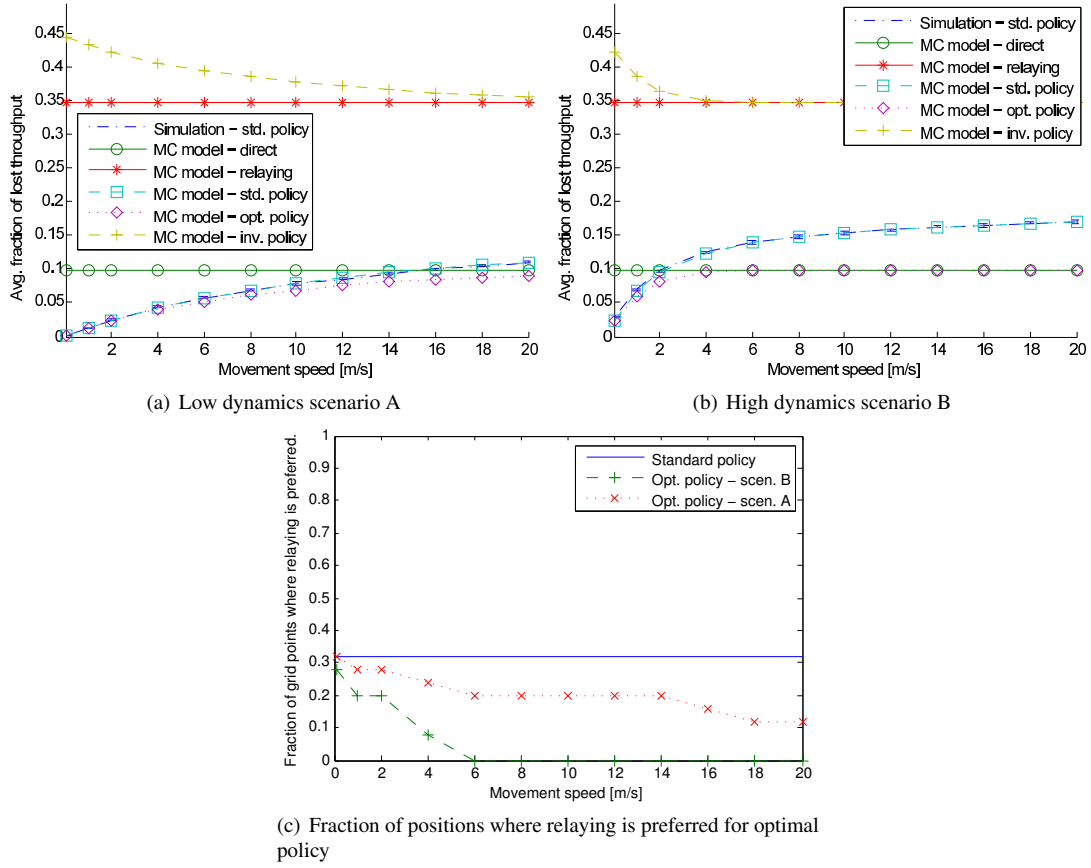 Avg. fraction of lost throughput
0.45
0.4
0.35
0.3
0.25
0.2
0.15
0.1
0.05
0
2
4
6
8
10
12
14
16
18
20
Movement speed [m/s]
Simulation – std. policy
MC model – direct
MC model – relaying
MC model – std. policy
MC model – opt. policy
MC model – inv. policy
(a) Low dynamics scenario A
Avg. fraction of lost throughput
0.45
0.4
0.35
0.3
0.25
0.2
0.15
0.1
0.05
0
2
4
6
8
10
12
14
16
18
20
Movement speed [m/s]
Simulation – std. policy
MC model – direct
MC model – relaying
MC model – std. policy
MC model – opt. policy
MC model – inv. policy
(b) High dynamics scenario B
Fraction of grid points where relaying is preferred.
1
0.9
0.8
0.7
0.6
0.5
0.4
0.3
0.2
0.1
0
0
2
4
6
8
10
12
14
16
18
20
Movement speed [m/s]
Standard policy
Opt. policy – scen. B
Opt. policy – scen. A
(c) Fraction of positions where relaying is preferred for optimal
policy